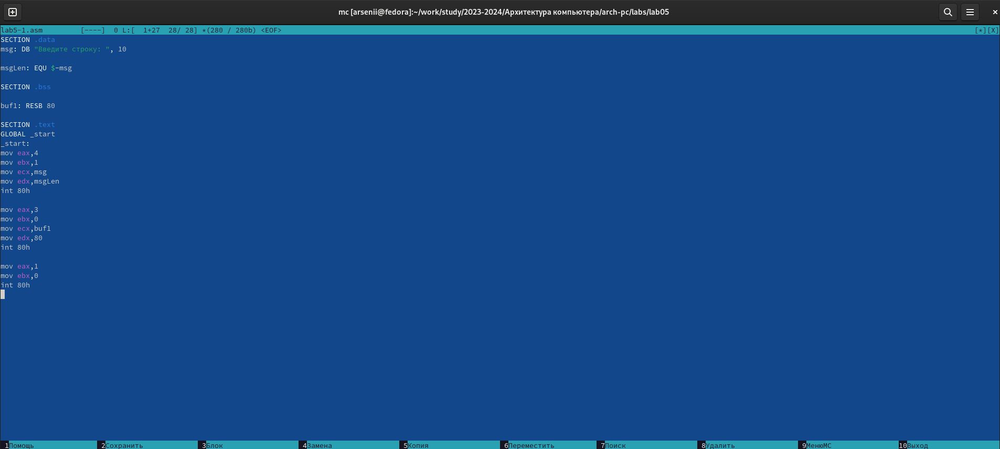 mc [arsenii@fedora]:~/work/study/2023-2024/Архитектура компьютера/arch-pc/labs/lab05
lab5-1.asm [----] 0 L:[ 1+27 28/ 28] *(280 / 280b) <EOF> [*][X]
SECTION .data
msg: DB "Введите строку: ", 10
msgLen: EQU $-msg
SECTION .bss
buf1: RESB 80
SECTION .text
GLOBAL _start
_start:
mov eax,4
mov ebx,1
mov ecx,msg
mov edx,msgLen
int 80h
mov eax,3
mov ebx,0
mov ecx,buf1
mov edx,80
int 80h
mov eax,1
mov ebx,0
int 80h
1Помощь 2Сохранить 3Блок 4Замена 5Копия 6Переместить 7Поиск 8Удалить 9МенюMC 10Выход